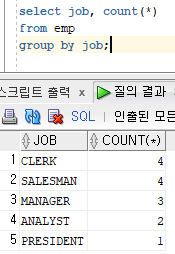 select job, count(*)
from emp
group by job;
스크립트 출력 × 질의 결과
SQL | 인출된 모든
JOB COUNT(*)
1 CLERK 4
2 SALESMAN 4
3 MANAGER 3
4 ANALYST 2
5 PRESIDENT 1